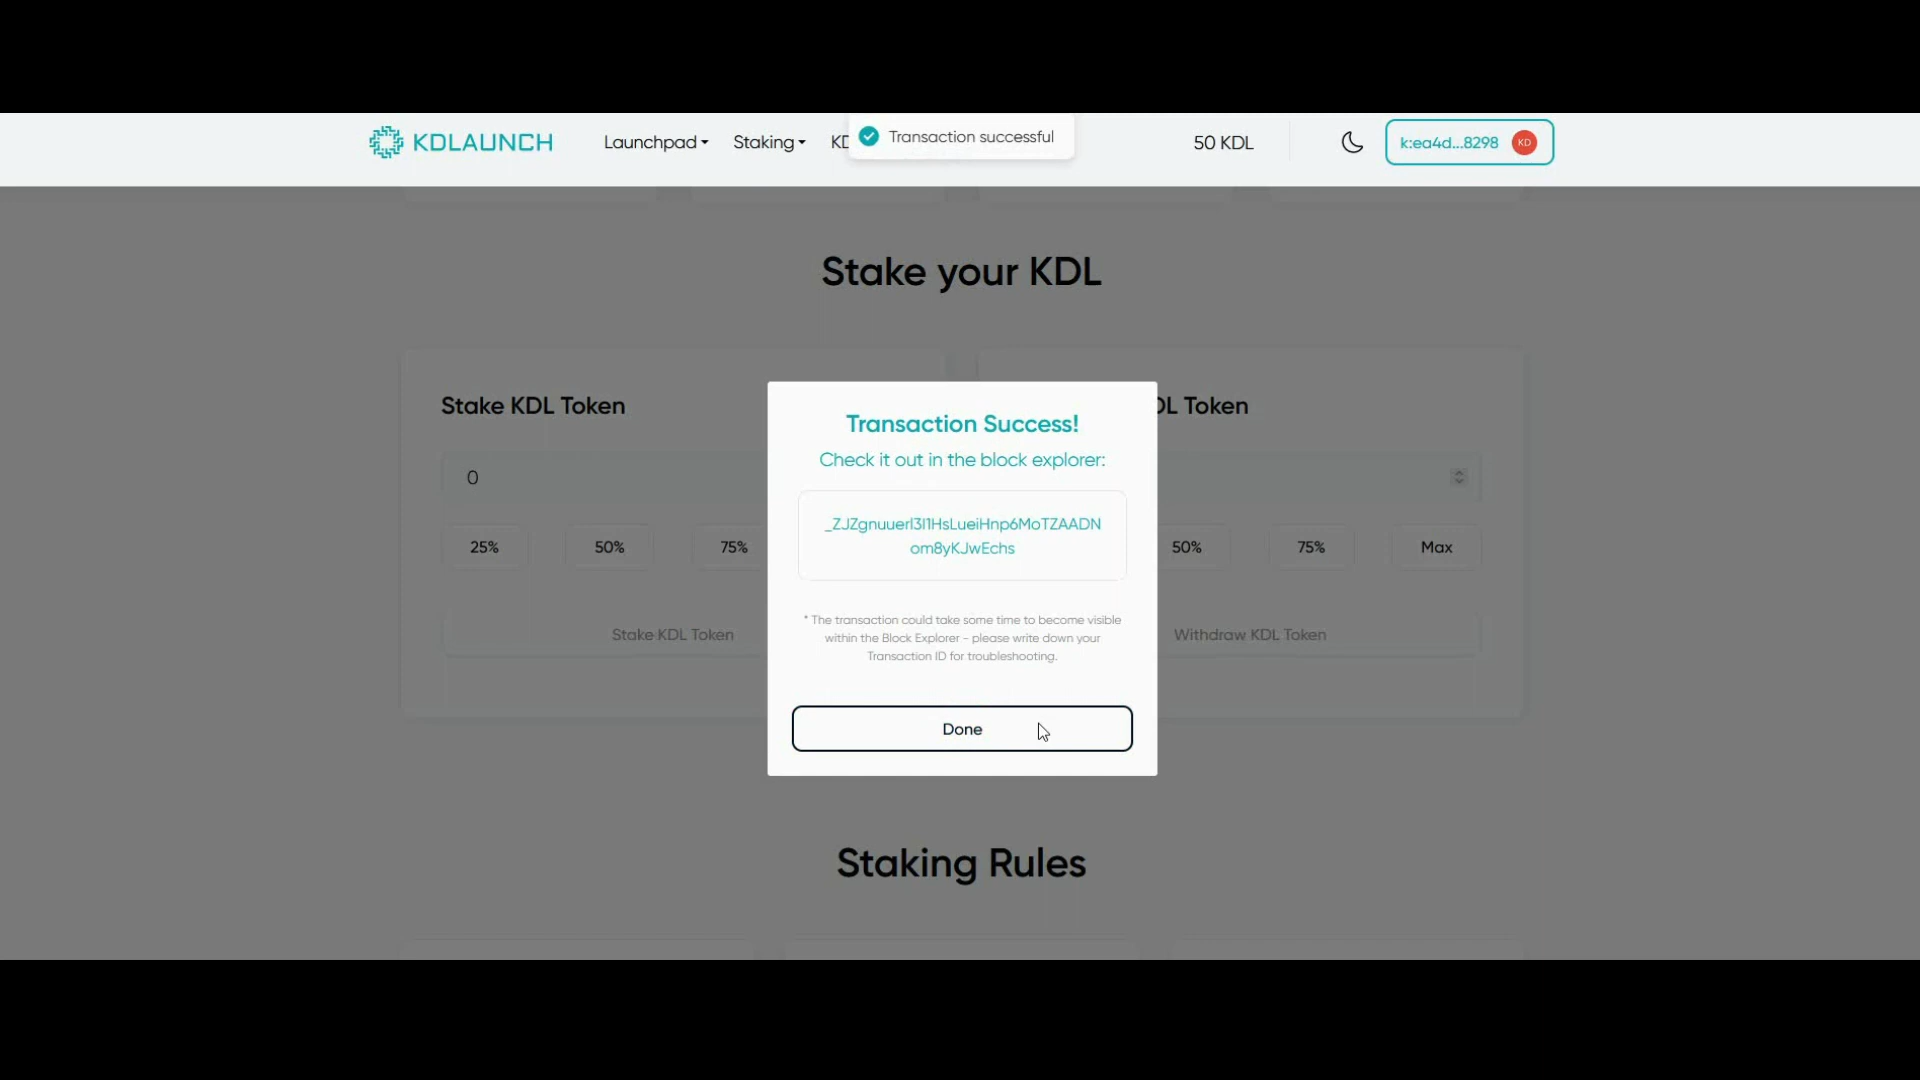 KDLAUNCH
Launchpad
Staking
KD
Transaction successful
50 KDL
k:ea4d...8298
KD
Stake your KDL
Stake KDL Token
DL Token
0
25%
50%
75%
50%
75%
Max
Stake KDL Token
Withdraw KDL Token
Transaction Success!
Check it out in the block explorer:
_ZJZgnuuerl3I1HsLueiHnp6MoTZAADN
om8yKJwEchs
* The transaction could take some time to become visible
within the Block Explorer - please write down your
Transaction ID for troubleshooting.
Done
Staking Rules